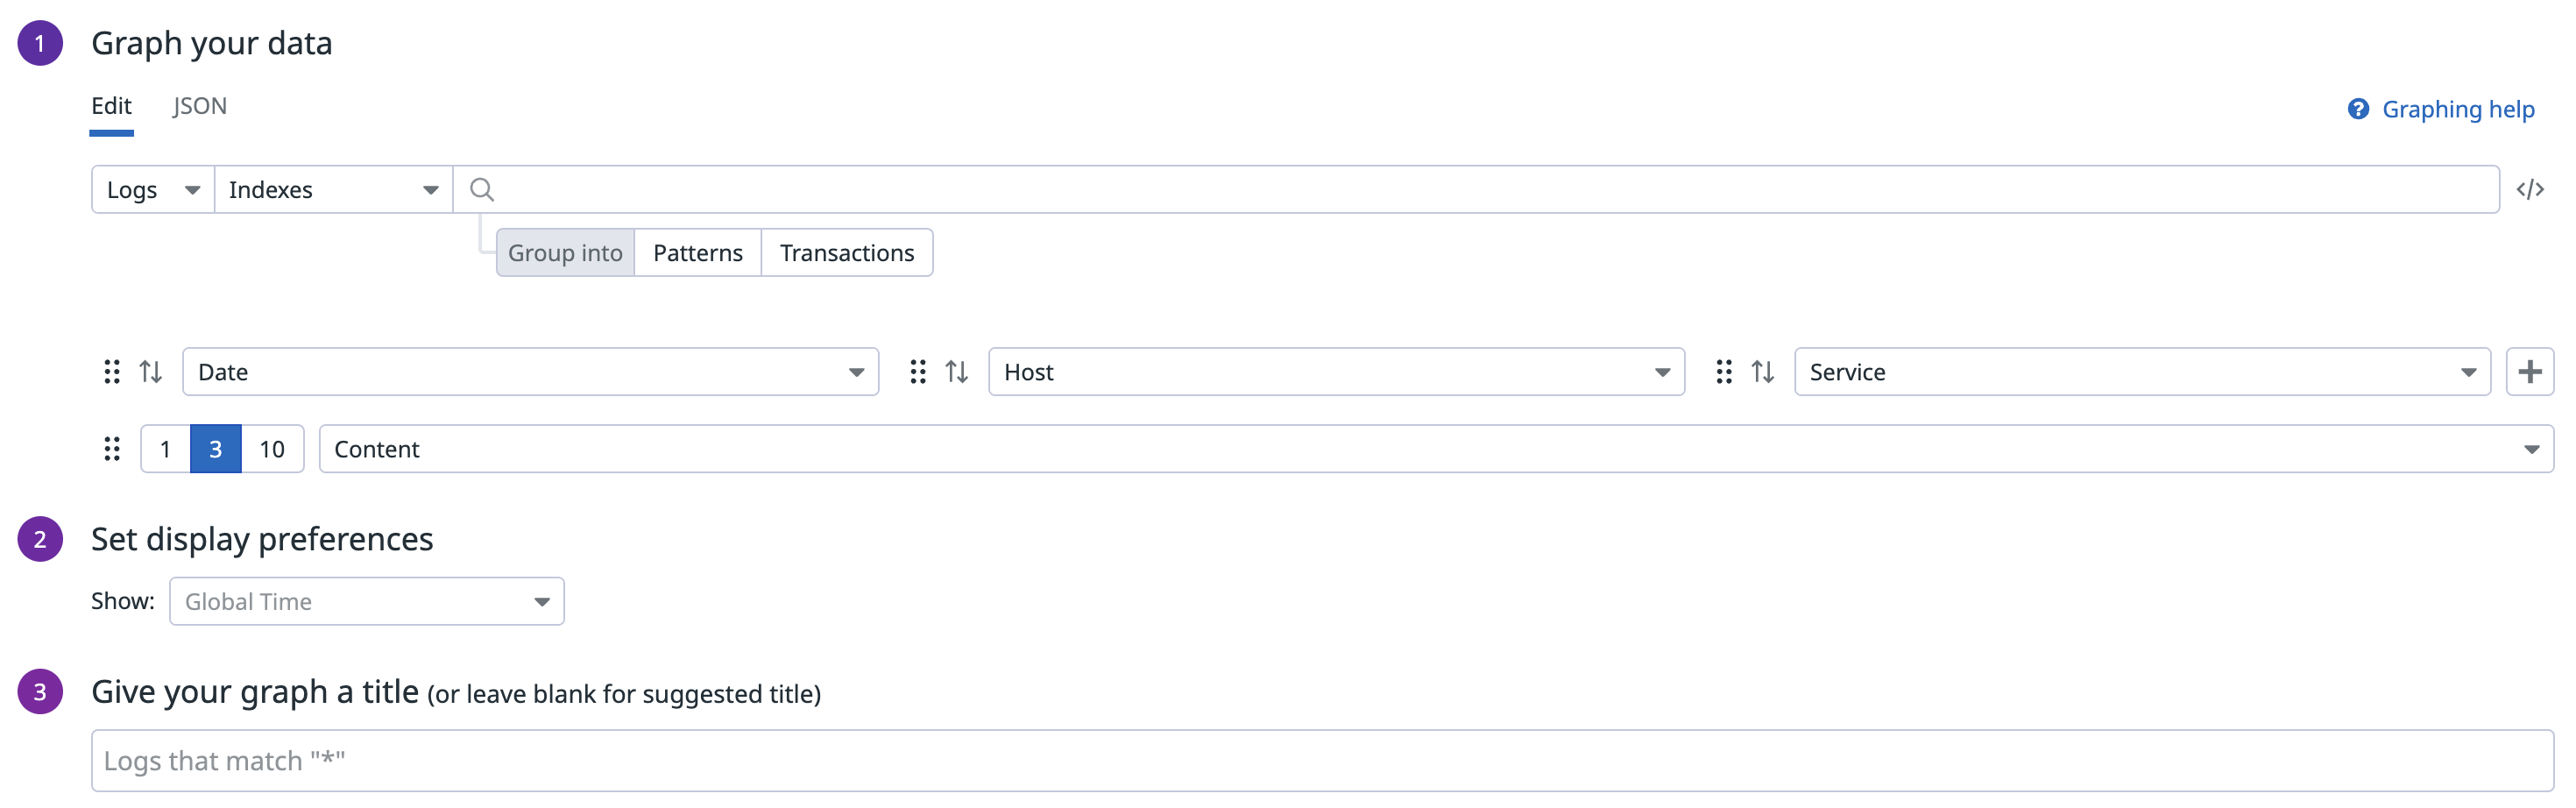 1 Graph your data
Edit JSON
? Graphing help
Logs Indexes </>
Group into Patterns Transactions
Date Host Service +
1 3 10 Content
2 Set display preferences
Show: Global Time
3 Give your graph a title (or leave blank for suggested title)
Logs that match "*"